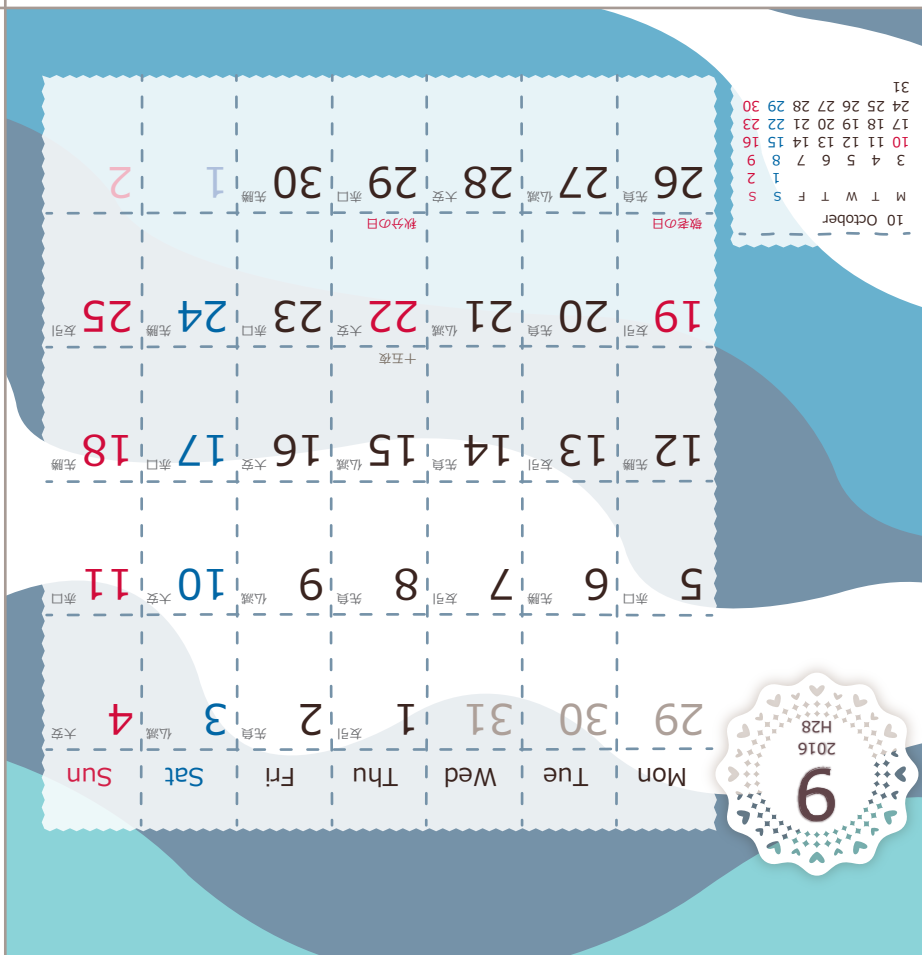 9
2016
H28
Mon Tue Wed Thu Fri Sat Sun
29 30 31 1 友引 2 先負 3 仏滅 4 大安
5 赤口 6 先勝 7 友引 8 先負 9 仏滅 10 大安 11 赤口
12 先勝 13 友引 14 先負 15 仏滅 16 大安 17 赤口 18 先勝
十五夜
19 友引 20 先負 21 仏滅 22 大安 23 赤口 24 先勝 25 友引
敬老の日 秋分の日
26 先負 27 仏滅 28 大安 29 赤口 30 先勝 1 2
10 October
M T W T F S S
1 2
3 4 5 6 7 8 9
10 11 12 13 14 15 16
17 18 19 20 21 22 23
24 25 26 27 28 29 30
31